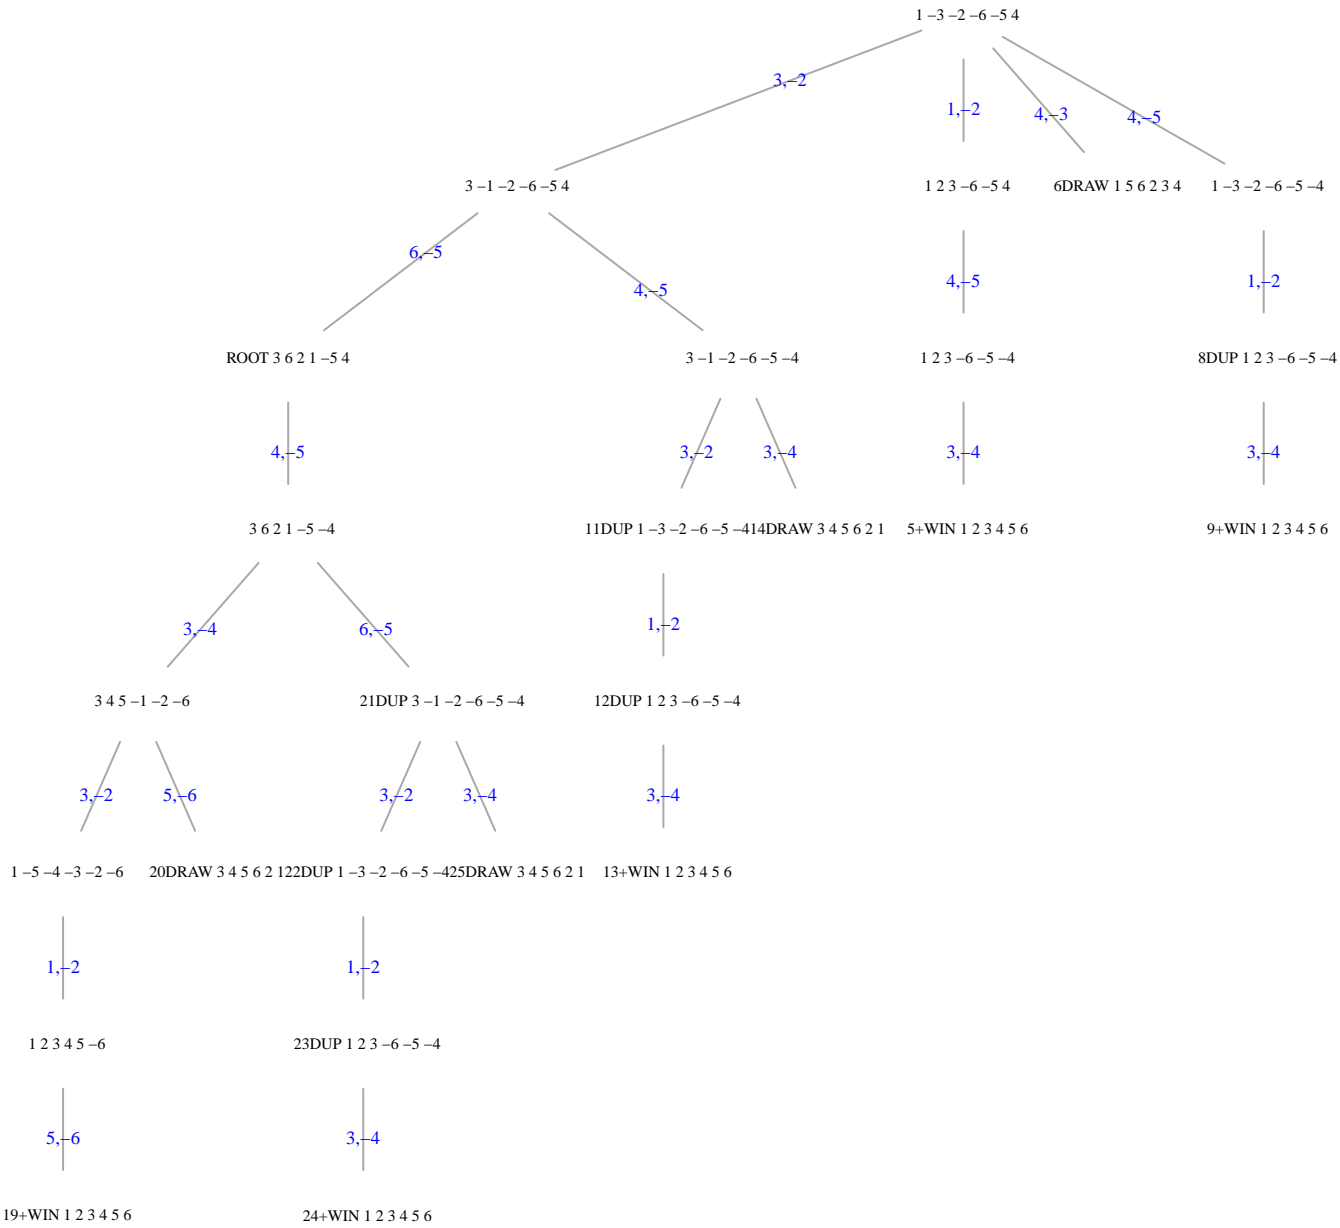 1 –3 –2 –6 –5 4
3,–2
1,–2
4,–3
4,–5
3 –1 –2 –6 –5 4
1 2 3 –6 –5 4
6DRAW 1 5 6 2 3 4
1 –3 –2 –6 –5 –4
6,–5
4,–5
4,–5
1,–2
ROOT 3 6 2 1 –5 4
3 –1 –2 –6 –5 –4
1 2 3 –6 –5 –4
8DUP 1 2 3 –6 –5 –4
4,–5
3,–2
3,–4
3,–4
3,–4
3 6 2 1 –5 –4
11DUP 1 –3 –2 –6 –5 –414DRAW 3 4 5 6 2 1
5+WIN 1 2 3 4 5 6
9+WIN 1 2 3 4 5 6
3,–4
6,–5
1,–2
3 4 5 –1 –2 –6
21DUP 3 –1 –2 –6 –5 –4
12DUP 1 2 3 –6 –5 –4
3,–2
5,–6
3,–2
3,–4
3,–4
1 –5 –4 –3 –2 –6
20DRAW 3 4 5 6 2 122DUP 1 –3 –2 –6 –5 –425DRAW 3 4 5 6 2 1
13+WIN 1 2 3 4 5 6
1,–2
1,–2
1 2 3 4 5 –6
23DUP 1 2 3 –6 –5 –4
5,–6
3,–4
19+WIN 1 2 3 4 5 6
24+WIN 1 2 3 4 5 6